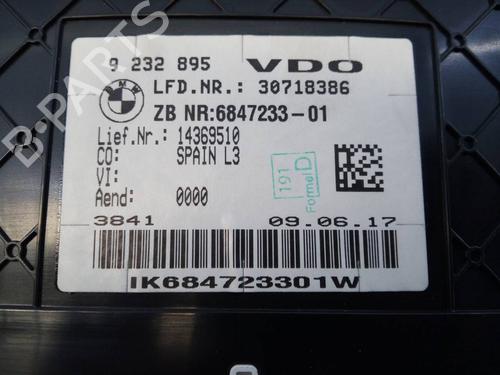 9 232 895 VDO
BMW
LFD.NR.: 30718386
ZB NR:6847233-01
Lief.Nr.: 14369510
CO: SPAIN L3
VI:
Aend: 0000
191
Formel D
3841 09.06.17
IK684723301W
B-PARTS